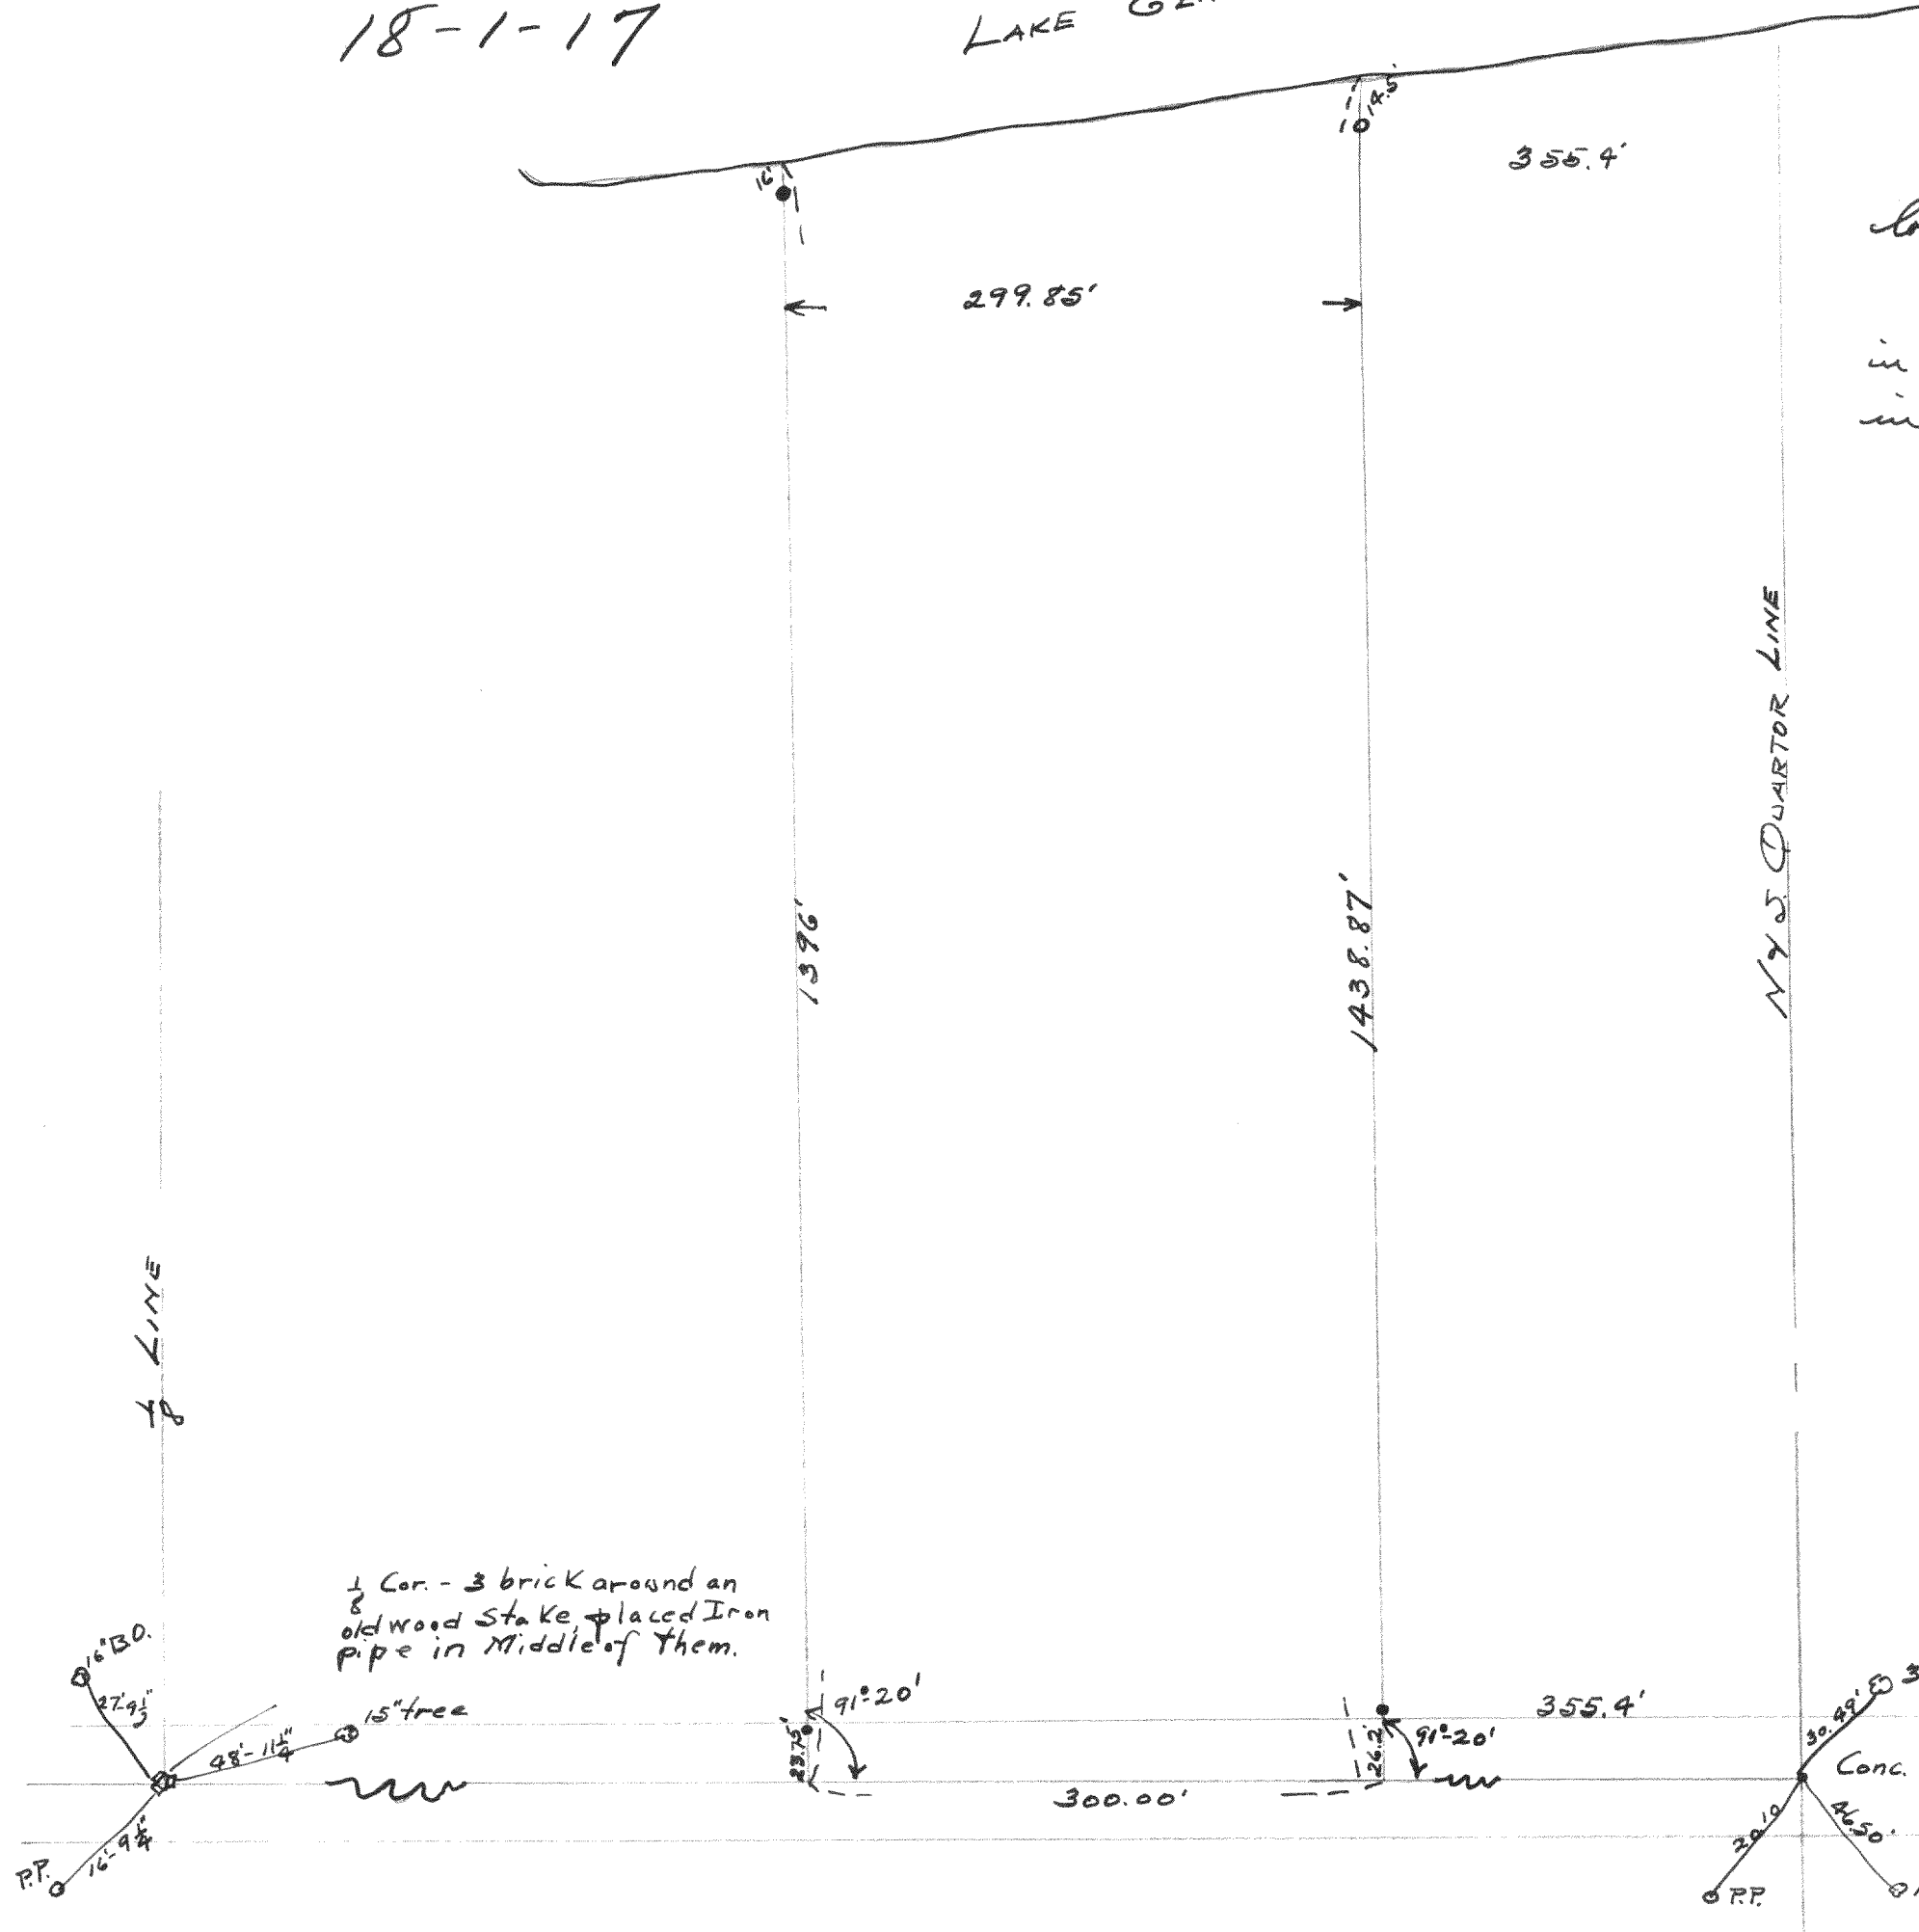 18-1-17
LAKE
16'
14.5'
355.4'
299.85'
in
in
1396'
1438.87'
N & S QUARTOR LINE
1/8 LINE
1/8 Cor. - 3 brick around an
old wood stake, placed Iron
pipe in Middle of Them.
16" B.O.
27'-9 1/2"
15" tree
48'-11 1/4"
16'-9 1/4"
P.P.
91°-20'
23.75'
300.00'
26.2'
91°-20'
355.4'
30.49'
Conc.
20.10
46.50'
P.P.